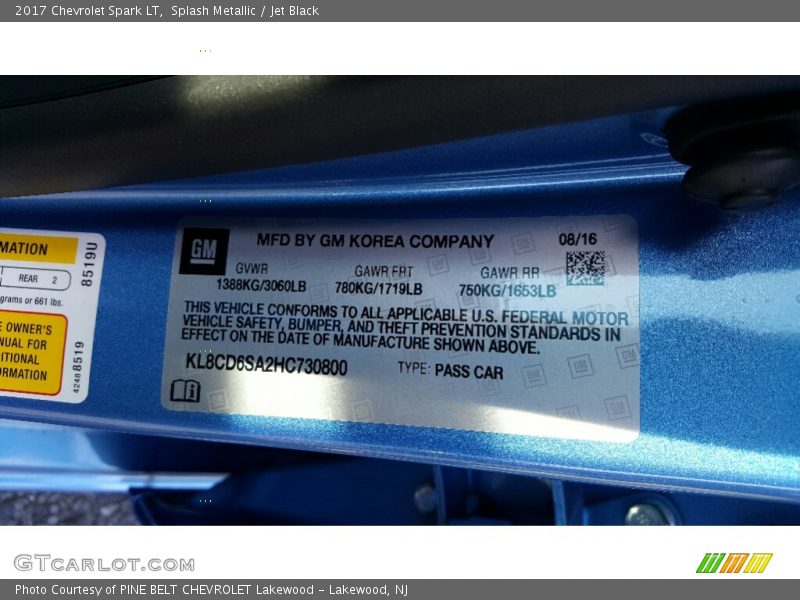 2017 Chevrolet Spark LT, Splash Metallic / Jet Black
MATION
REAR 2
grams or 661 lbs.
8519U
E OWNER'S
NUAL FOR
DITIONAL
FORMATION
42488519
GM
MFD BY GM KOREA COMPANY
08/16
GVWR GAWR FRT GAWR RR
1388KG/3060LB 780KG/1719LB 750KG/1653LB
THIS VEHICLE CONFORMS TO ALL APPLICABLE U.S. FEDERAL MOTOR
VEHICLE SAFETY, BUMPER, AND THEFT PREVENTION STANDARDS IN
EFFECT ON THE DATE OF MANUFACTURE SHOWN ABOVE.
KL8CD6SA2HC730800 TYPE: PASS CAR
GTCARLOT.COM
Photo Courtesy of PINE BELT CHEVROLET Lakewood - Lakewood, NJ